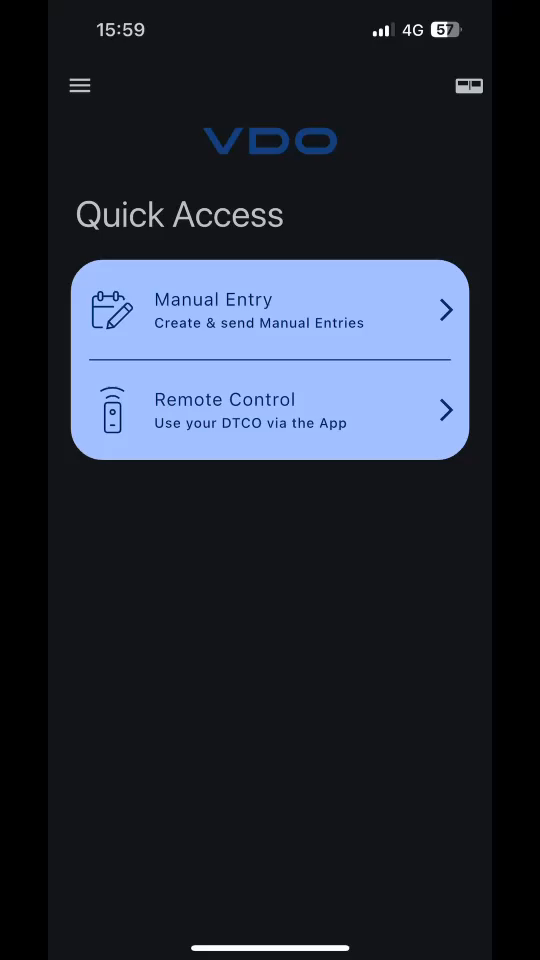 15:59
4G 57
VDO
Quick Access
Manual Entry
Create & send Manual Entries
Remote Control
Use your DTCO via the App